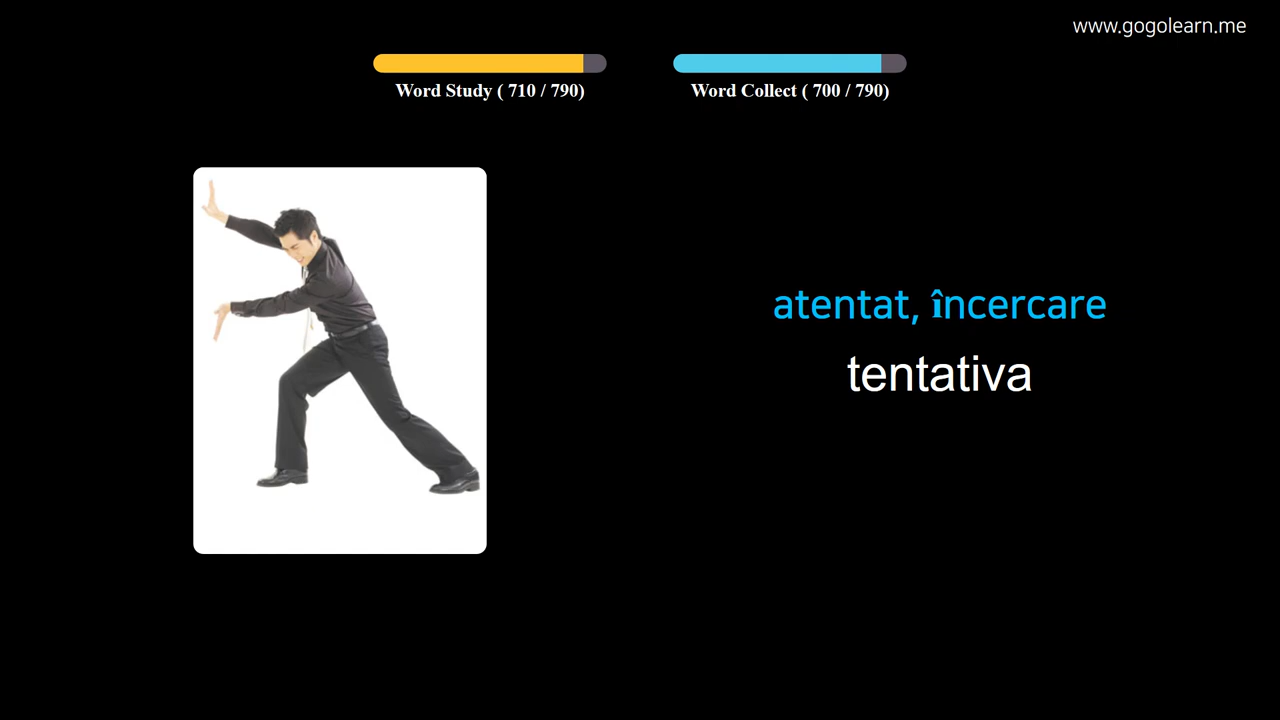 www.gogolearn.me
Word Study ( 710 / 790)
Word Collect ( 700 / 790)
atentat, încercare
tentativa